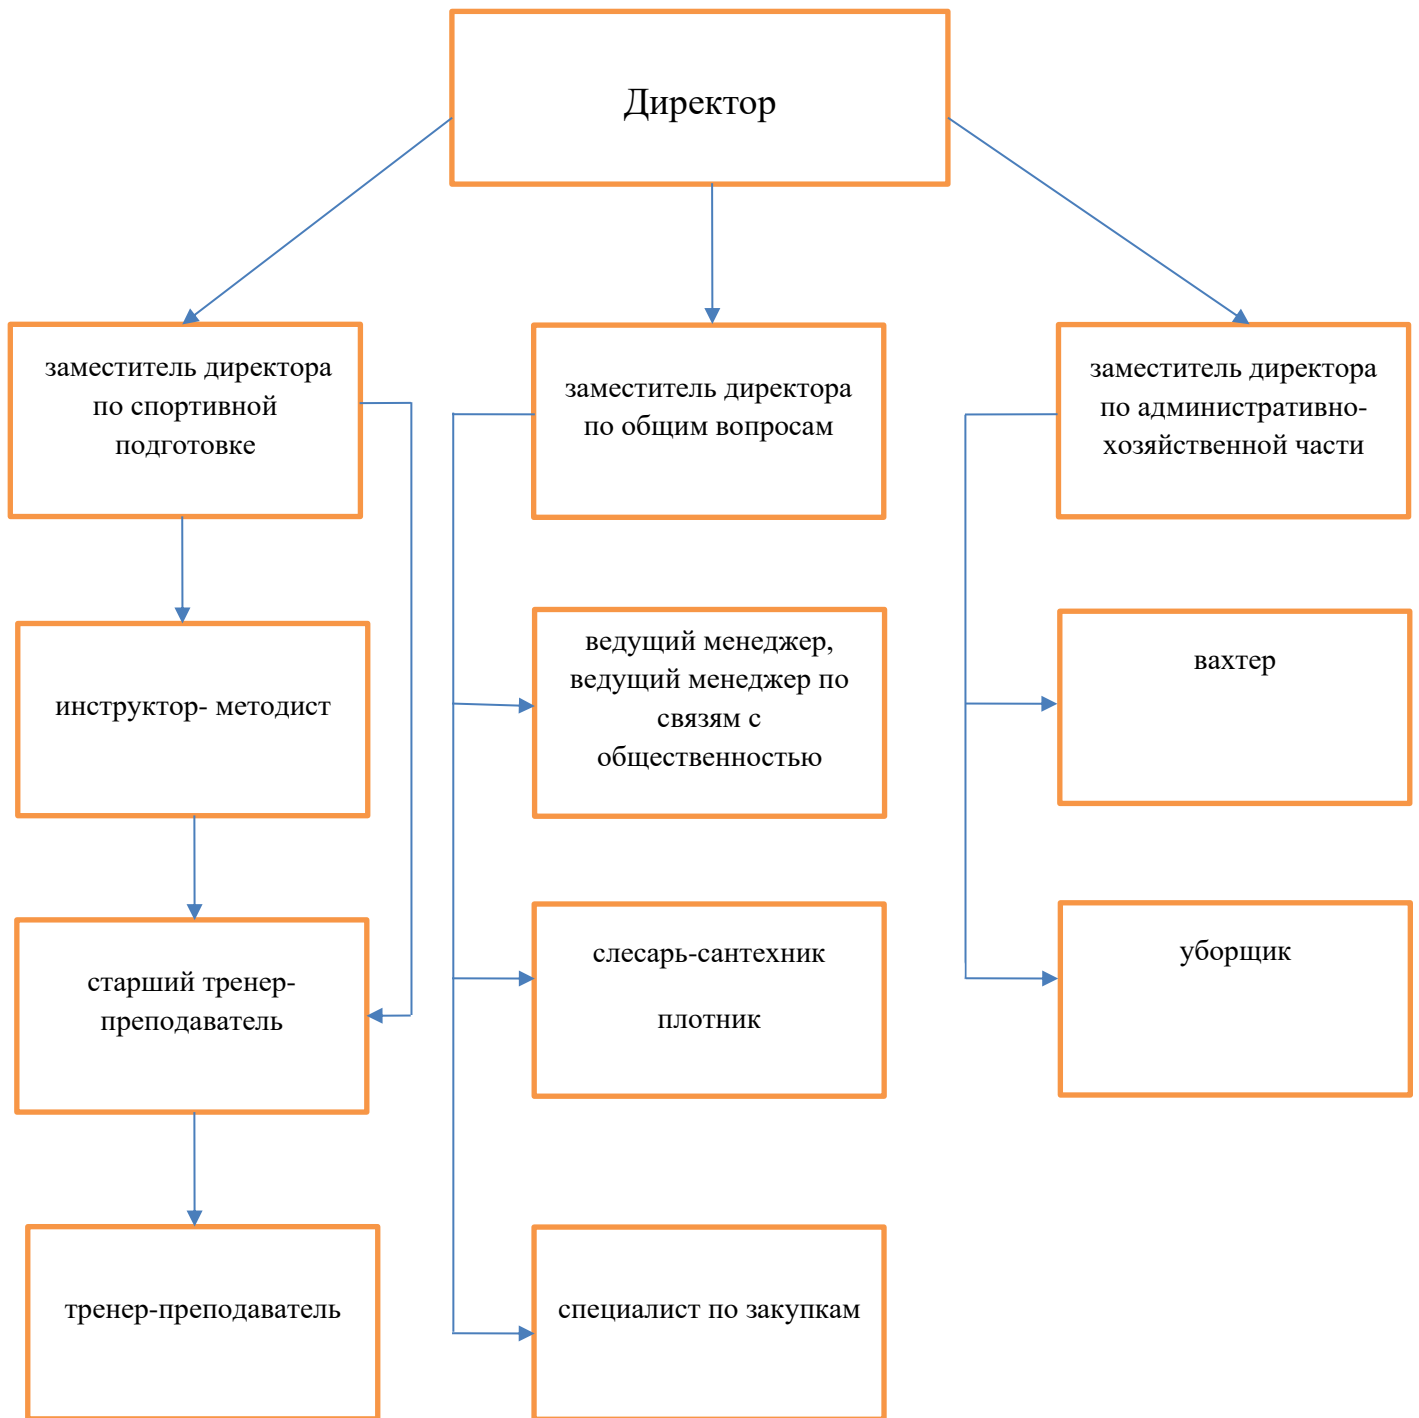 Директор
заместитель директора
по спортивной
подготовке
заместитель директора
по общим вопросам
заместитель директора
по административно-
хозяйственной части
инструктор- методист
ведущий менеджер,
ведущий менеджер по
связям с
общественностью
вахтер
старший тренер-
преподаватель
слесарь-сантехник
плотник
уборщик
тренер-преподаватель
специалист по закупкам